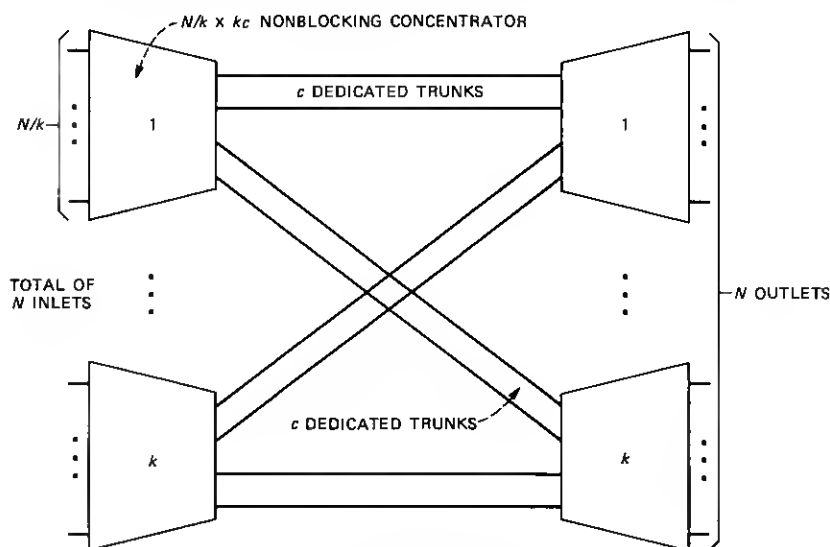 N/k x kc NONBLOCKING CONCENTRATOR
c DEDICATED TRUNKS
N/k
1
1
TOTAL OF
N INLETS
N OUTLETS
c DEDICATED TRUNKS
k
k